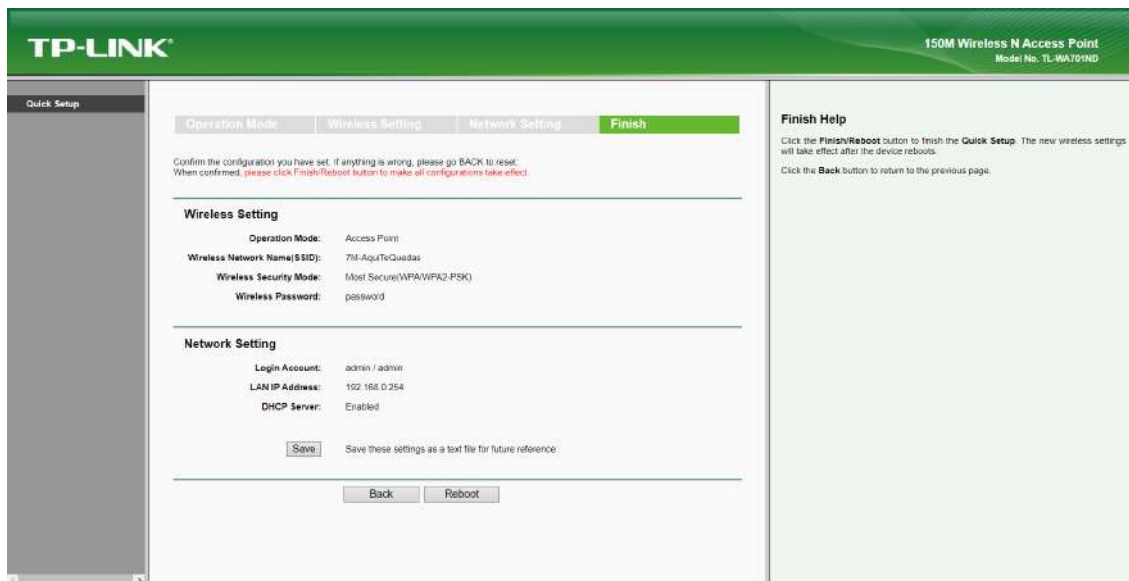 TP-LINK®
150M Wireless N Access Point
Model No. TL-WA701ND
Quick Setup
Operation Mode Wireless Setting Network Setting Finish
Confirm the configuration you have set. If anything is wrong, please go BACK to reset.
When confirmed, please click Finish/Reboot button to make all configurations take effect.
Wireless Setting
Operation Mode: Access Point
Wireless Network Name(SSID): 7M-AquiTeQuedas
Wireless Security Mode: Most Secure(WPA/WPA2-PSK)
Wireless Password: password
Network Setting
Login Account: admin / admin
LAN IP Address: 192.168.0.254
DHCP Server: Enabled
Save Save these settings as a text file for future reference
Back Reboot
Finish Help
Click the Finish/Reboot button to finish the Quick Setup. The new wireless settings
will take effect after the device reboots.
Click the Back button to return to the previous page.